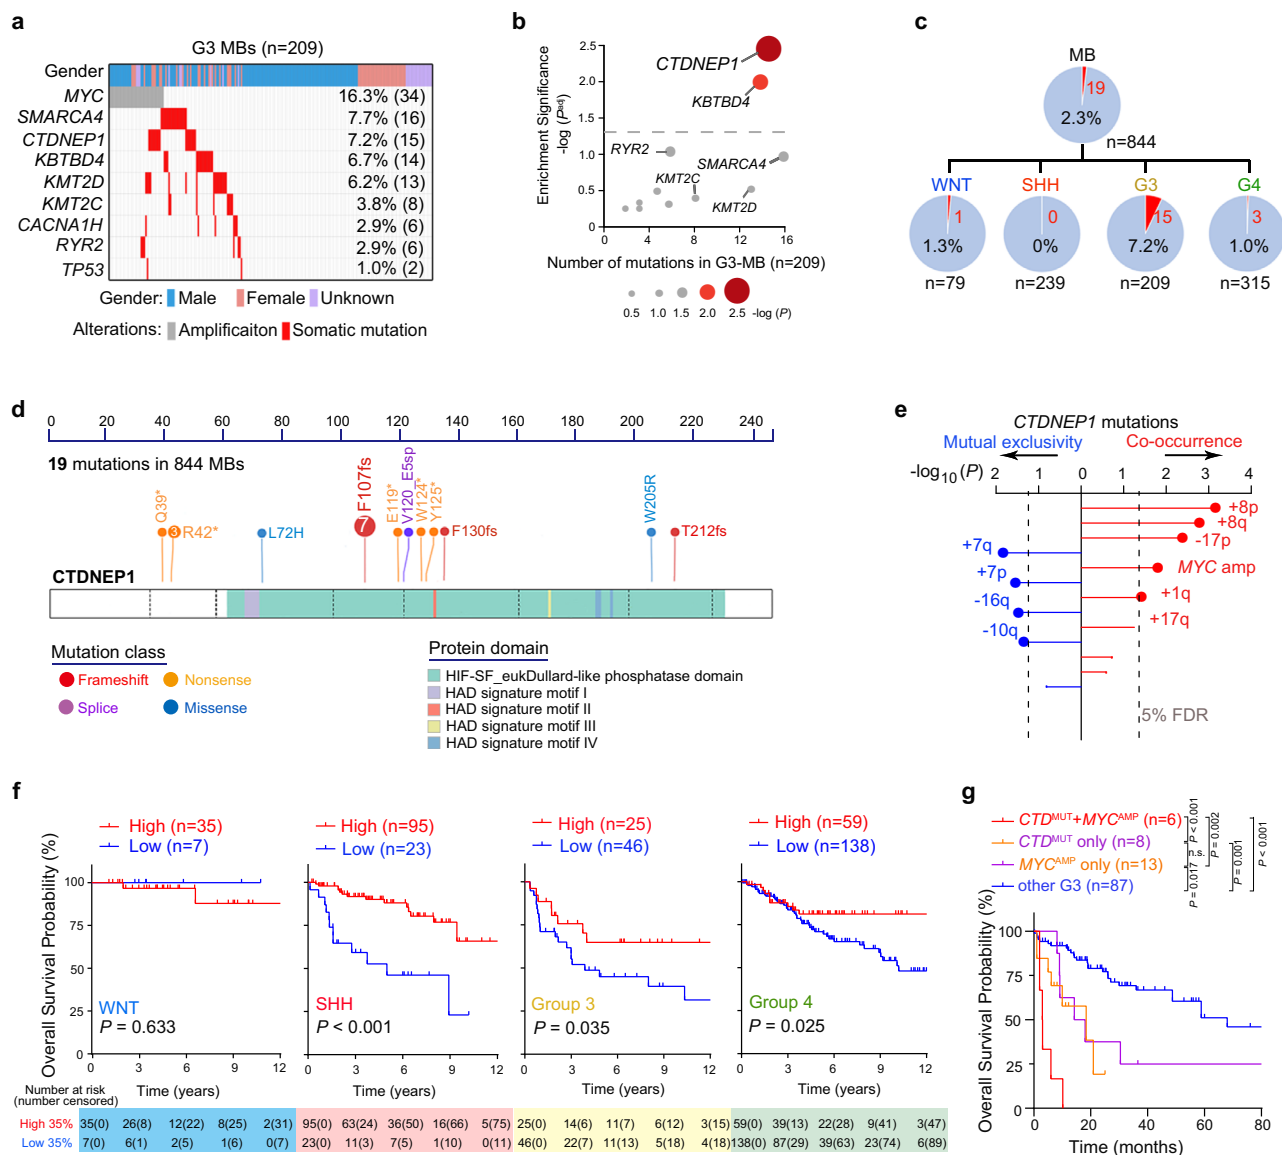 a
G3 MBs (n=209)
Gender
MYC 16.3% (34)
SMARCA4 7.7% (16)
CTDNEP1 7.2% (15)
KBTBD4 6.7% (14)
KMT2D 6.2% (13)
KMT2C 3.8% (8)
CACNA1H 2.9% (6)
RYR2 2.9% (6)
TP53 1.0% (2)
Gender: Male Female Unknown
Alterations: Amplificaiton Somatic mutation
b
Enrichment Significance
-log (Padj)
2.5
2.0
1.5
1.0
0.5
0
CTDNEP1
KBTBD4
RYR2
SMARCA4
KMT2C
KMT2D
0 4 8 12 16
Number of mutations in G3-MB (n=209)
0.5 1.0 1.5 2.0 2.5 -log (P)
c
MB
19
2.3%
n=844
WNT SHH G3 G4
1 0 15 3
1.3% 0% 7.2% 1.0%
n=79 n=239 n=209 n=315
d
0 20 40 60 80 100 120 140 160 180 200 220 240
19 mutations in 844 MBs
Q39*
3 R42*
L72H
7 F107fs
E119*
V120_E5sp
W124*
Y125*
F130fs
W205R
T212fs
CTDNEP1
Mutation class
Frameshift Nonsense
Splice Missense
Protein domain
HIF-SF_eukDullard-like phosphatase domain
HAD signature motif I
HAD signature motif II
HAD signature motif III
HAD signature motif IV
e
CTDNEP1 mutations
Mutual exclusivity Co-occurrence
-log10(P) 2 1 0 1 2 3 4
+8p
+8q
-17p
+7q
MYC amp
+7p
+1q
-16q
+17q
-10q
5% FDR
f
Overall Survival Probability (%)
High (n=35)
Low (n=7)
100
75
50
25
0
WNT
P = 0.633
0 3 6 9 12
Time (years)
High (n=95)
Low (n=23)
100
75
50
25
0
SHH
P < 0.001
0 3 6 9 12
Time (years)
High (n=25)
Low (n=46)
100
75
50
25
0
Group 3
P = 0.035
0 3 6 9 12
Time (years)
High (n=59)
Low (n=138)
100
75
50
25
0
Group 4
P = 0.025
0 3 6 9 12
Time (years)
Number at risk
(number censored)
High 35% 35(0) 26(8) 12(22) 8(25) 2(31) 95(0) 63(24) 36(50) 16(66) 5(75) 25(0) 14(6) 11(7) 6(12) 3(15) 59(0) 39(13) 22(28) 9(41) 3(47)
Low 35% 7(0) 6(1) 2(5) 1(6) 0(7) 23(0) 11(3) 7(5) 1(10) 0(11) 46(0) 22(7) 11(13) 5(18) 4(18) 138(0) 87(29) 39(63) 23(74) 6(89)
g
CTDMUT+MYCAMP (n=6)
CTDMUT only (n=8)
MYCAMP only (n=13)
other G3 (n=87)
P < 0.001
n.s.
P = 0.017
P = 0.002
P = 0.001
P < 0.001
Overall Survival Probability (%)
100
75
50
25
0
0 20 40 60 80
Time (months)